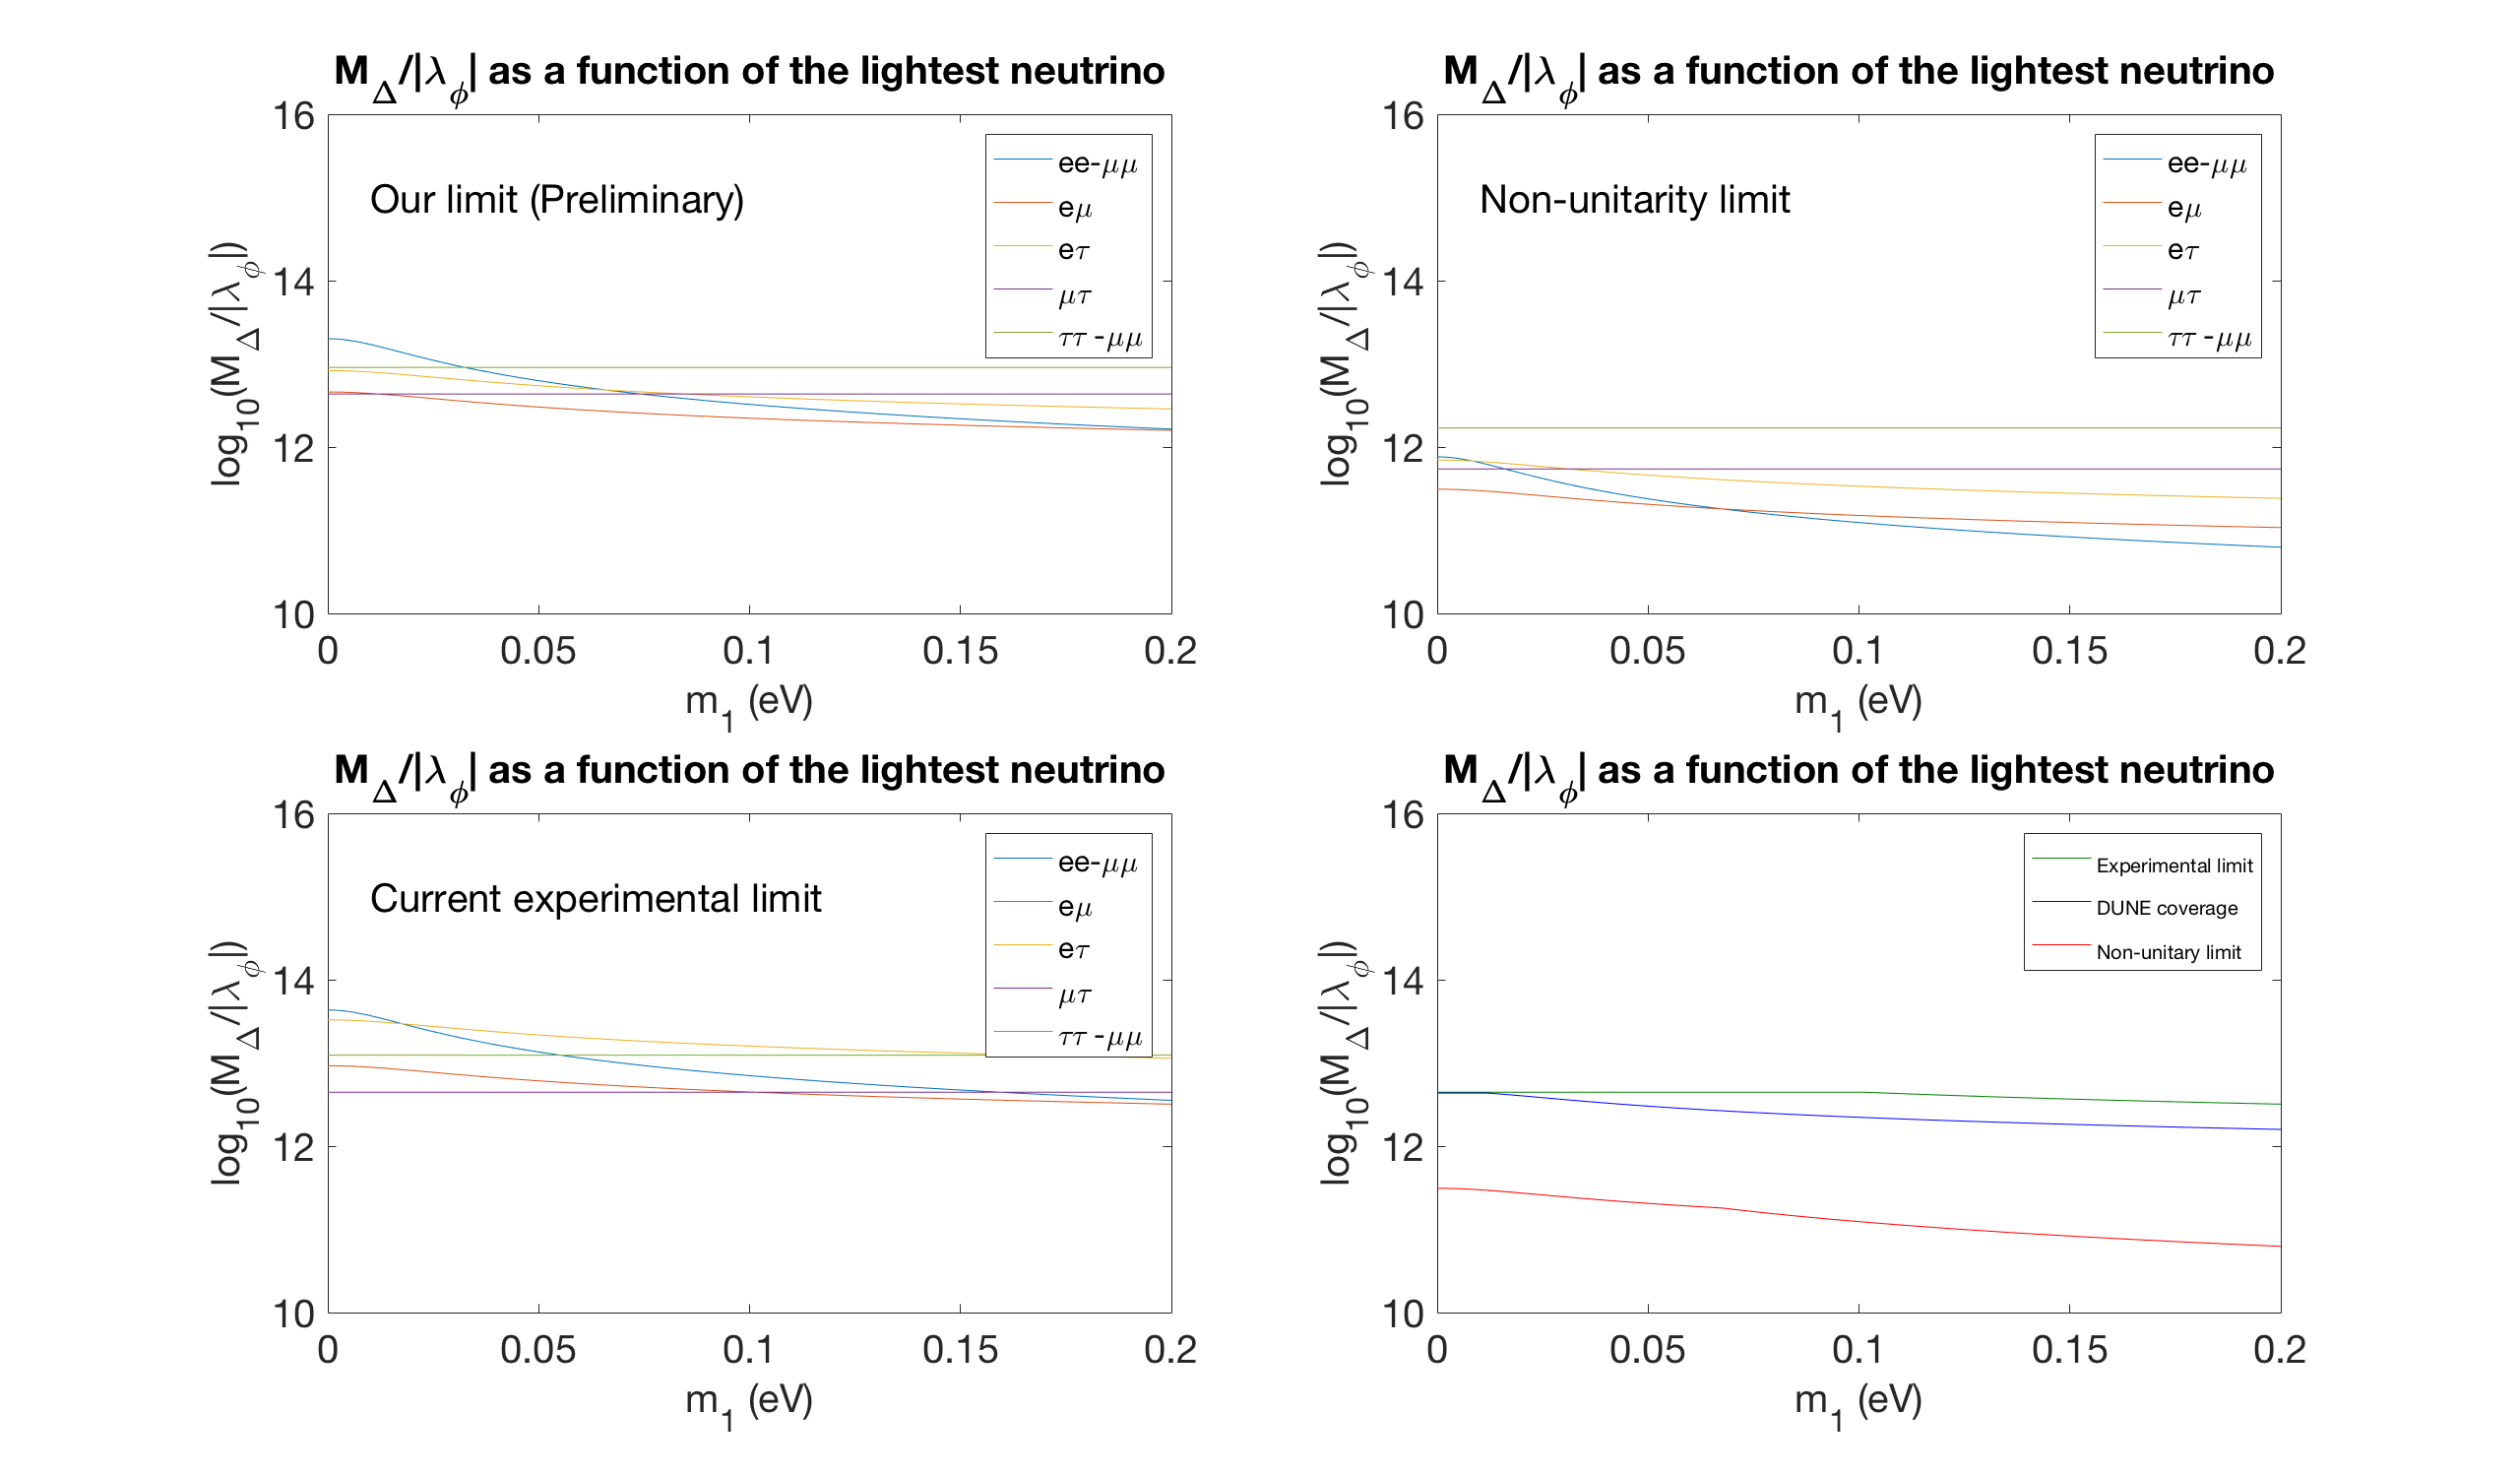 M_Δ/|λ_ϕ| as a function of the lightest neutrino
16
14
12
10
log10(M_Δ/|λ_ϕ|)
Our limit (Preliminary)
ee-μμ
eμ
eτ
μτ
ττ -μμ
0 0.05 0.1 0.15 0.2
m_1 (eV)
M_Δ/|λ_ϕ| as a function of the lightest neutrino
16
14
12
10
log10(M_Δ/|λ_ϕ|)
Non-unitarity limit
ee-μμ
eμ
eτ
μτ
ττ -μμ
0 0.05 0.1 0.15 0.2
m_1 (eV)
M_Δ/|λ_ϕ| as a function of the lightest neutrino
16
14
12
10
log10(M_Δ/|λ_ϕ|)
Current experimental limit
ee-μμ
eμ
eτ
μτ
ττ -μμ
0 0.05 0.1 0.15 0.2
m_1 (eV)
M_Δ/|λ_ϕ| as a function of the lightest neutrino
16
14
12
10
log10(M_Δ/|λ_ϕ|)
Experimental limit
DUNE coverage
Non-unitary limit
0 0.05 0.1 0.15 0.2
m_1 (eV)